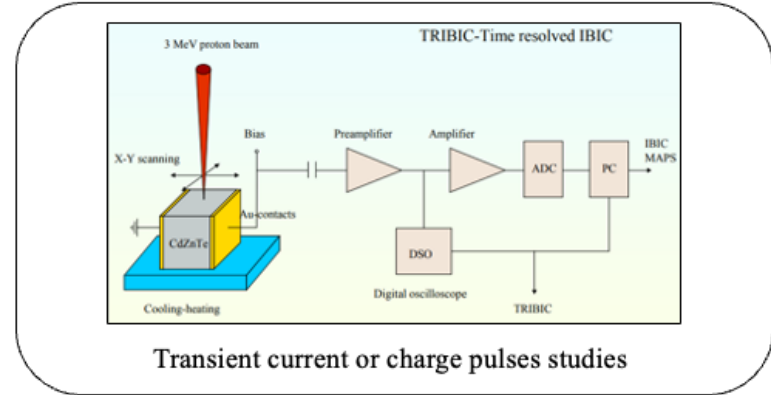 TRIBIC-Time resolved IBIC
3 MeV proton beam
Bias
Preamplifier
Amplifier
X-Y scanning
ADC
PC
IBIC
MAPS
Au-contacts
CdZnTe
DSO
Cooling-heating
Digital oscilloscope
TRIBIC
Transient current or charge pulses studies